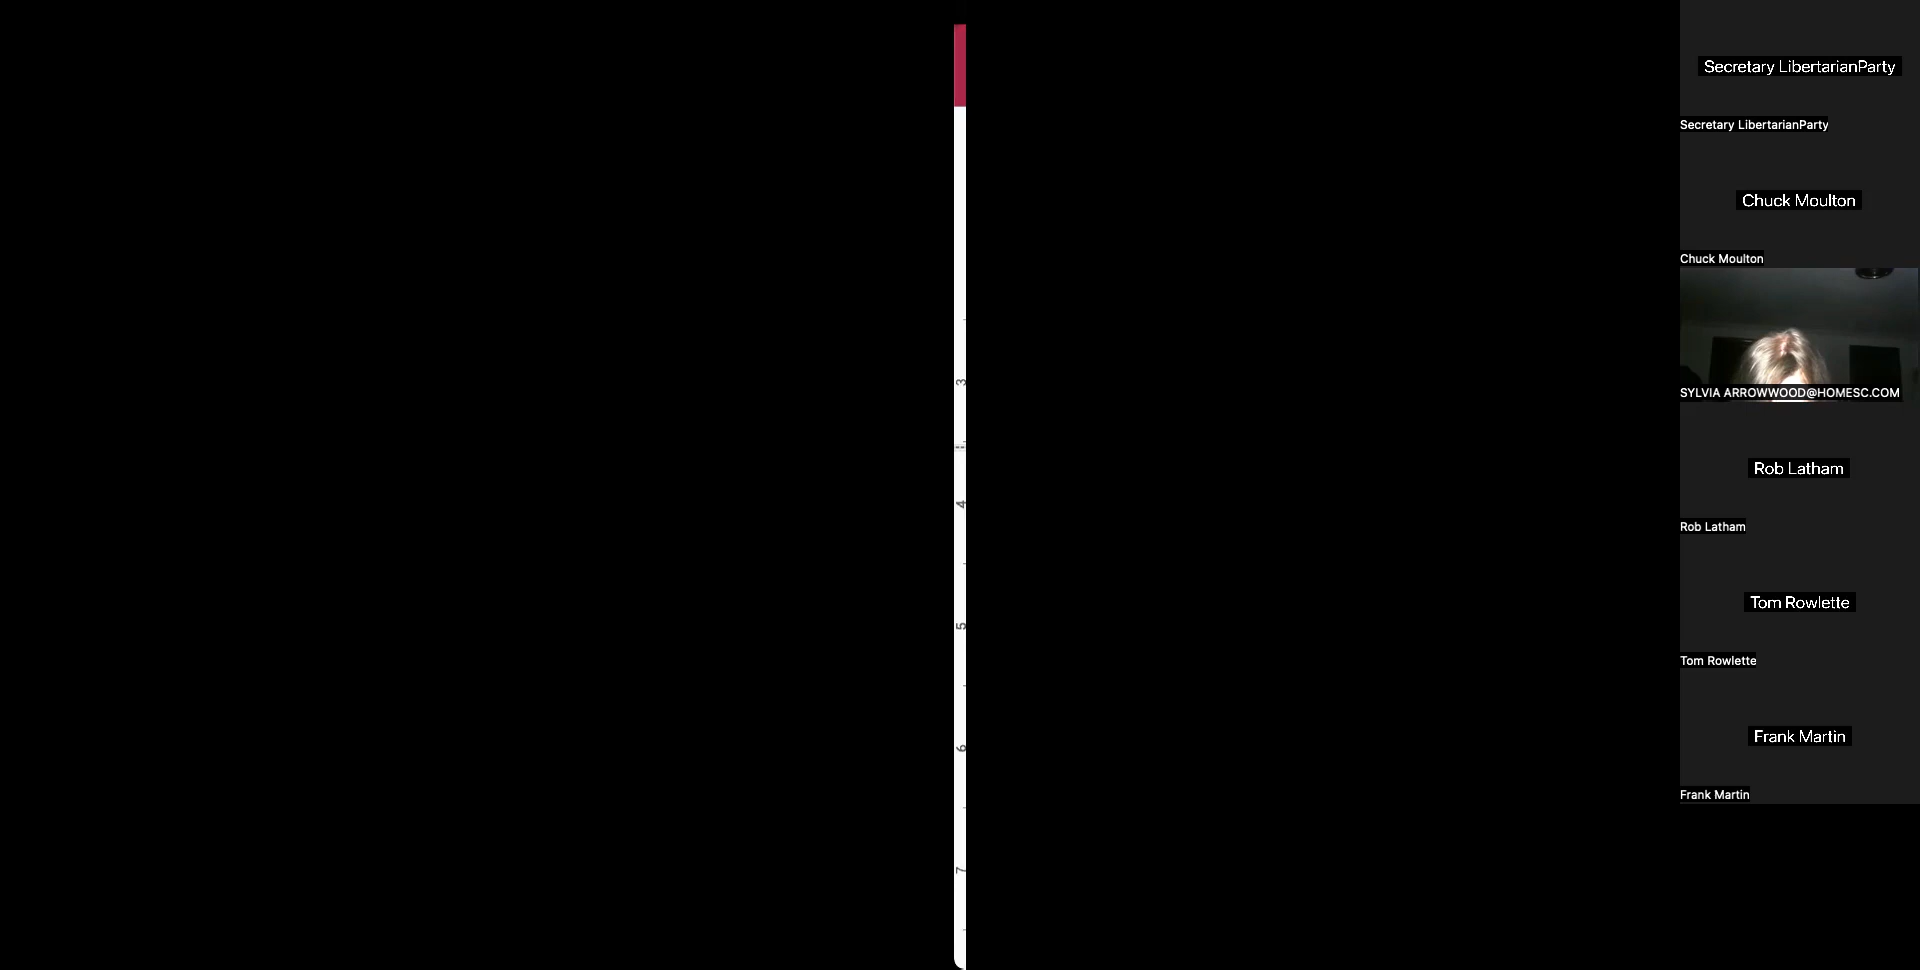 3
4
5
6
7
Secretary LibertarianParty
Secretary LibertarianParty
Chuck Moulton
Chuck Moulton
SYLVIA ARROWWOOD@HOMESC.COM
Rob Latham
Rob Latham
Tom Rowlette
Tom Rowlette
Frank Martin
Frank Martin